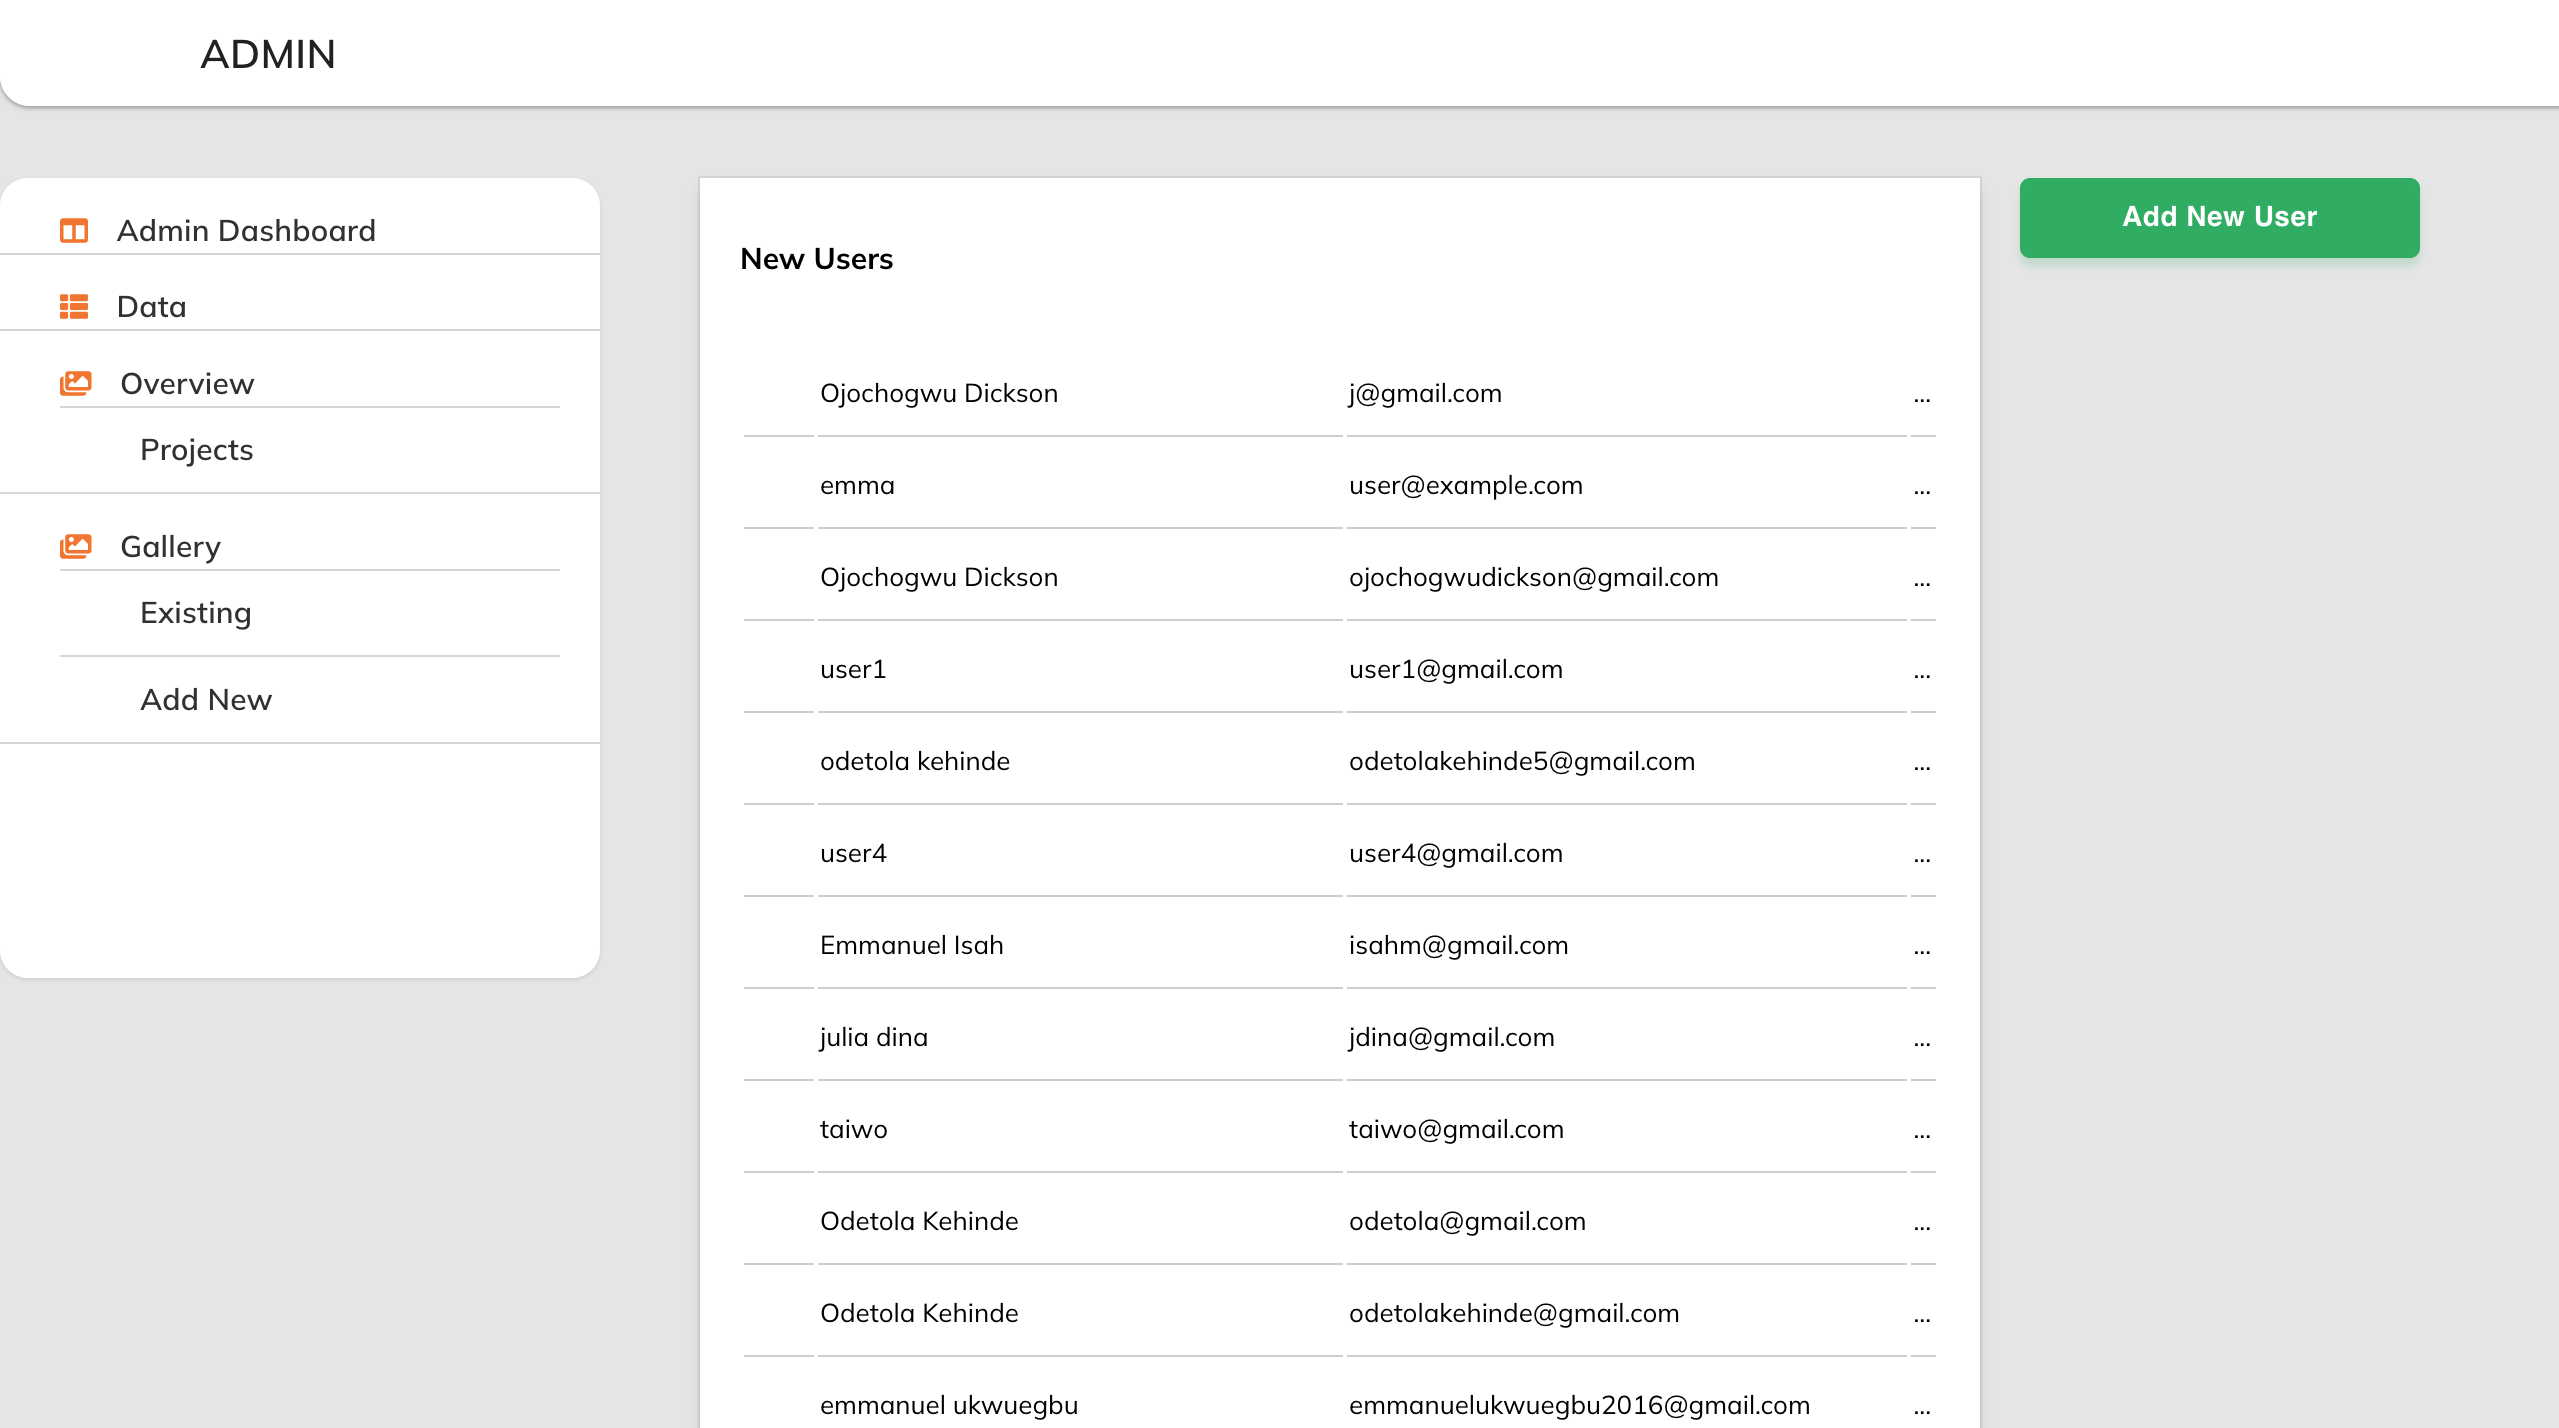 ADMIN
Admin Dashboard
Data
Overview
Projects
Gallery
Existing
Add New
New Users
Ojochogwu Dickson j@gmail.com ...
emma user@example.com ...
Ojochogwu Dickson ojochogwudickson@gmail.com ...
user1 user1@gmail.com ...
odetola kehinde odetolakehinde5@gmail.com ...
user4 user4@gmail.com ...
Emmanuel Isah isahm@gmail.com ...
julia dina jdina@gmail.com ...
taiwo taiwo@gmail.com ...
Odetola Kehinde odetola@gmail.com ...
Odetola Kehinde odetolakehinde@gmail.com ...
emmanuel ukwuegbu emmanuelukwuegbu2016@gmail.com ...
Add New User